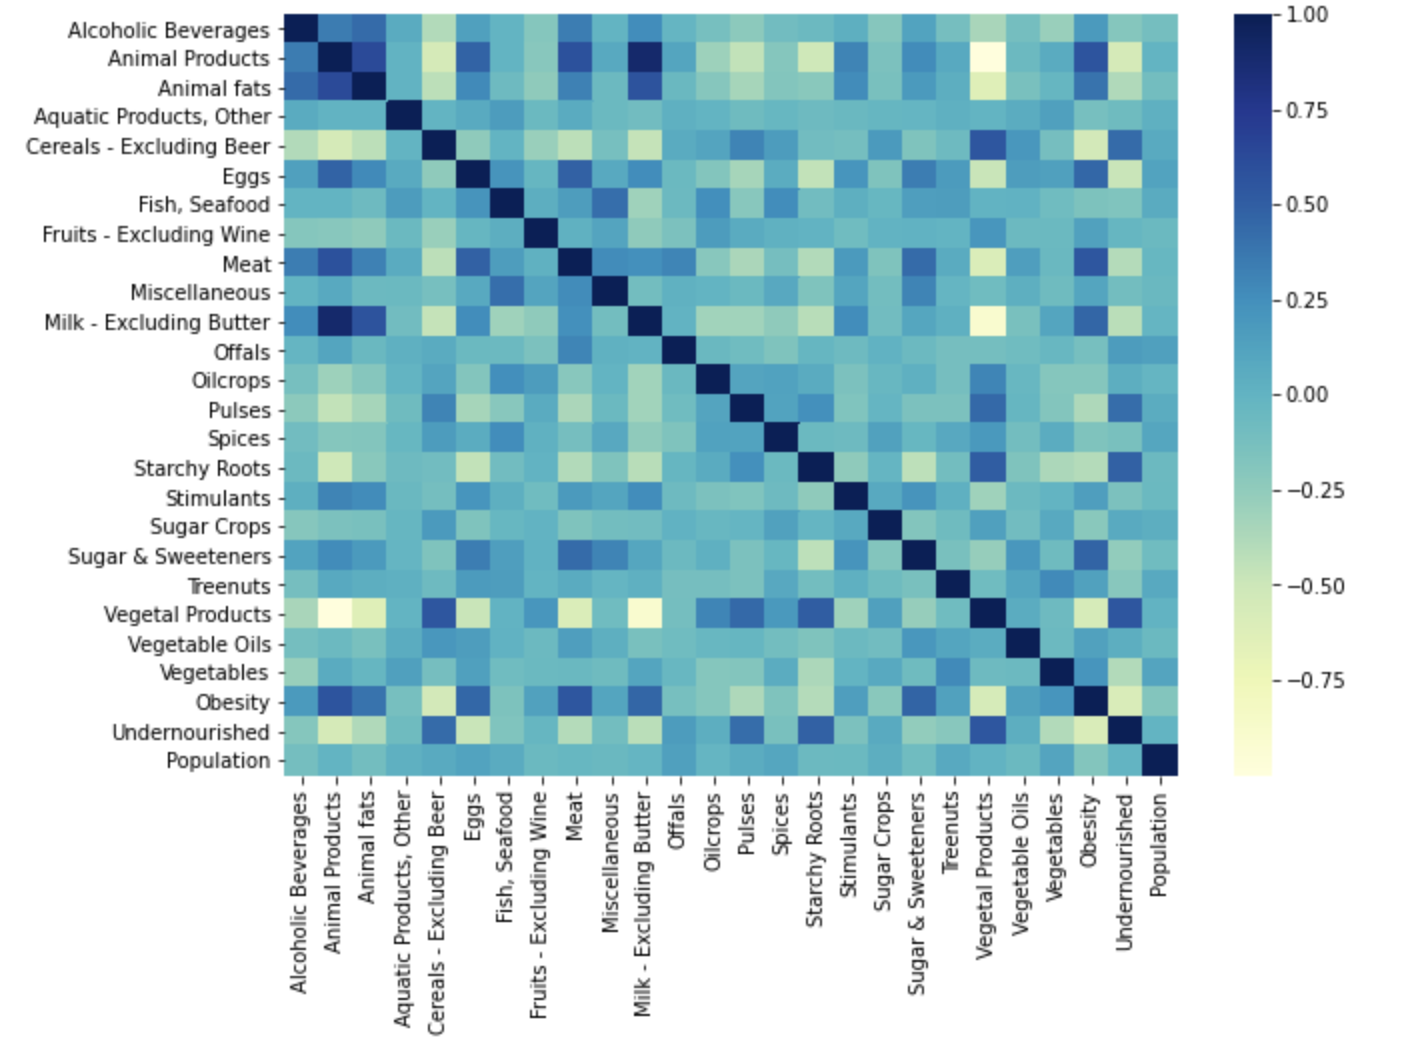 Alcoholic Beverages
Animal Products
Animal fats
Aquatic Products, Other
Cereals - Excluding Beer
Eggs
Fish, Seafood
Fruits - Excluding Wine
Meat
Miscellaneous
Milk - Excluding Butter
Offals
Oilcrops
Pulses
Spices
Starchy Roots
Stimulants
Sugar Crops
Sugar & Sweeteners
Treenuts
Vegetal Products
Vegetable Oils
Vegetables
Obesity
Undernourished
Population
Alcoholic Beverages
Animal Products
Animal fats
Aquatic Products, Other
Cereals - Excluding Beer
Eggs
Fish, Seafood
Fruits - Excluding Wine
Meat
Miscellaneous
Milk - Excluding Butter
Offals
Oilcrops
Pulses
Spices
Starchy Roots
Stimulants
Sugar Crops
Sugar & Sweeteners
Treenuts
Vegetal Products
Vegetable Oils
Vegetables
Obesity
Undernourished
Population
1.00
0.75
0.50
0.25
0.00
−0.25
−0.50
−0.75